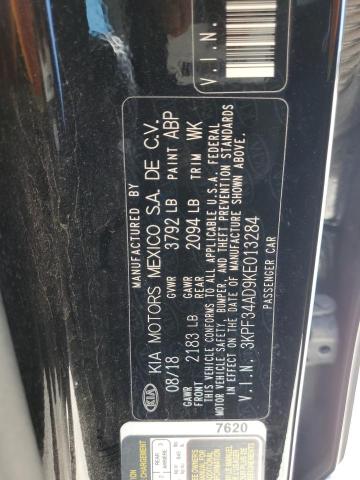 V.I.N.
MANUFACTURED BY
KIA MOTORS MEXICO S.A. DE C.V.
KIA
08/18 GVWR 3792 LB PAINT ABP
GAWR FRONT 2183 LB GAWR REAR 2094 LB TRIM WK
THIS VEHICLE CONFORMS TO ALL APPLICABLE U.S.A. FEDERAL
MOTOR VEHICLE SAFETY, BUMPER, AND THEFT PREVENTION STANDARDS
IN EFFECT ON THE DATE OF MANUFACTURE SHOWN ABOVE.
V.I.N. 3KPF34AD9KE013284
PASSENGER CAR
7620
CHARGEMENT
REAR